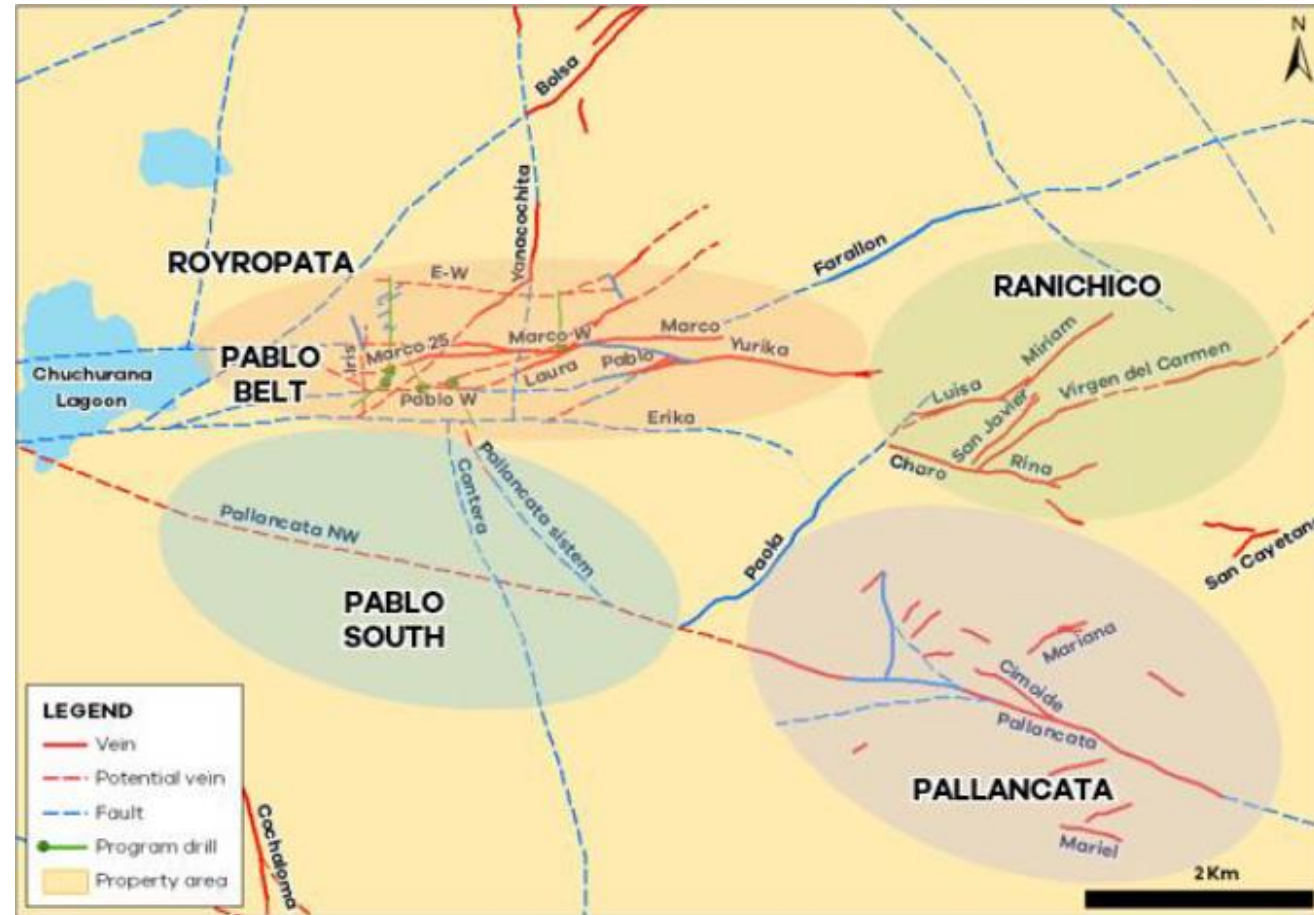 N
Bolsa
Yanacochita
ROYROPATA
E-W
Farallon
RANICHICO
Marco
Marco W
Marco 25
Iris
PABLO
BELT
Pablo
Yurika
Laura
Pablo W
Chuchurana
Lagoon
Miriam
Luisa
Virgen del Carmen
San Javier
Erika
Charo
Rina
Pallancata sistem
Cantera
Pallancata NW
Paola
San Cayetano
PABLO
SOUTH
Mariana
Cimoide
Pallancata
PALLANCATA
Mariel
LEGEND
Vein
Potential vein
Fault
Program drill
Property area
Cochaloma
2Km